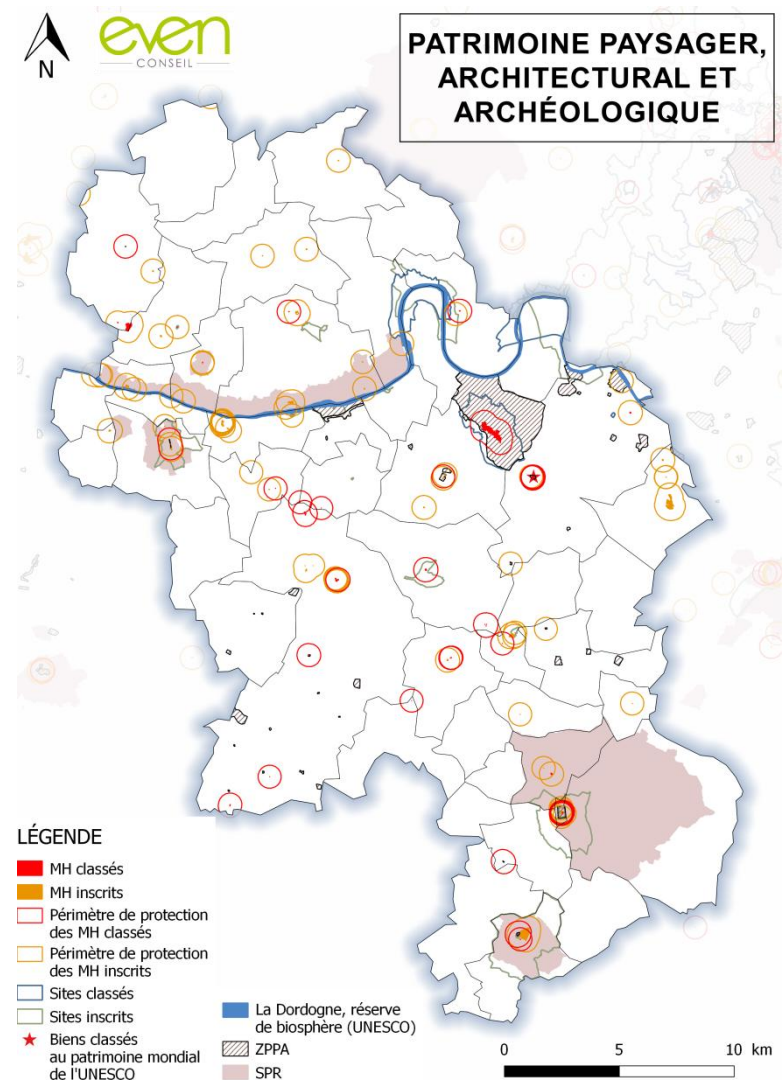 N
even
CONSEIL
PATRIMOINE PAYSAGER,
ARCHITECTURAL ET
ARCHÉOLOGIQUE
LÉGENDE
MH classés
MH inscrits
Périmètre de protection
des MH classés
Périmètre de protection
des MH inscrits
Sites classés
Sites inscrits
Biens classés
au patrimoine mondial
de l'UNESCO
La Dordogne, réserve
de biosphère (UNESCO)
ZPPA
SPR
0 5 10 km